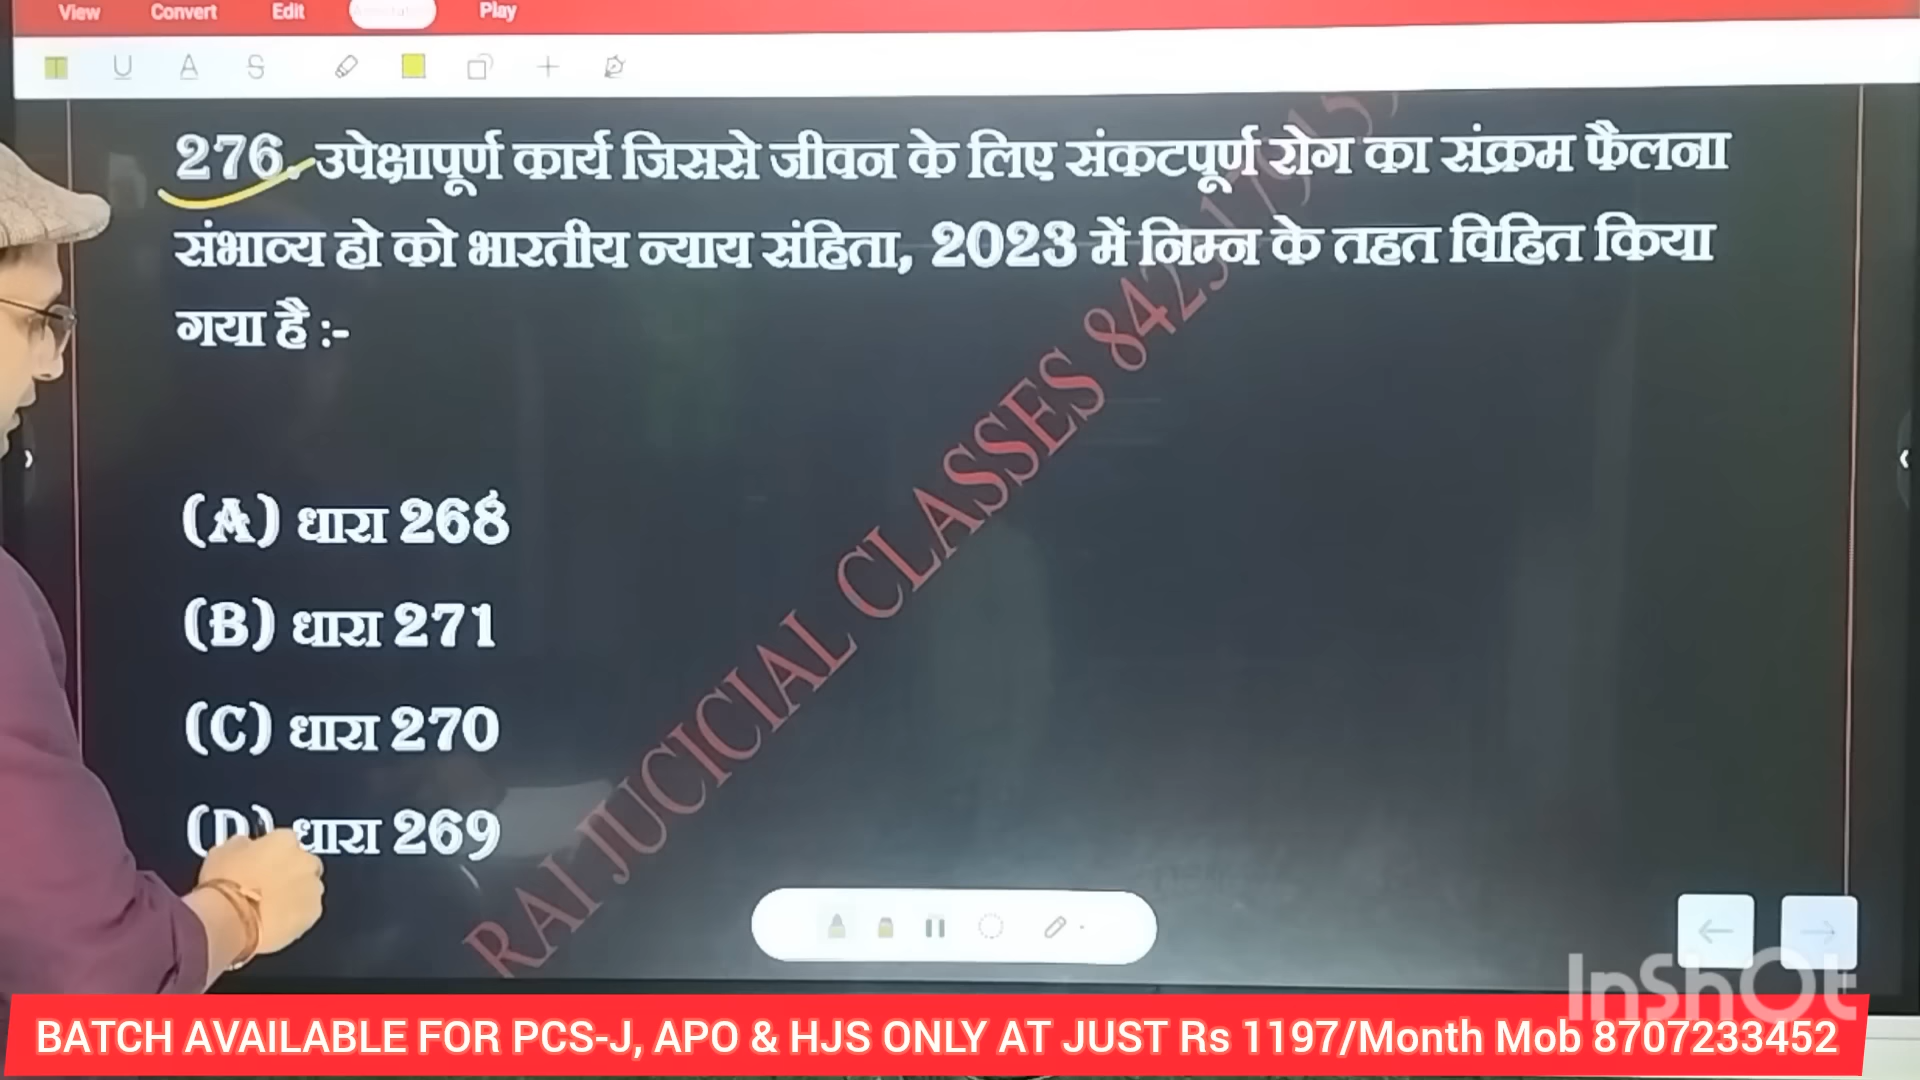 View Convert Edit Play
276. उपेक्षापूर्ण कार्य जिससे जीवन के लिए संकटपूर्ण रोग का संक्रम फैलना
संभाव्य हो को भारतीय न्याय संहिता, 2023 में निम्न के तहत विहित किया
गया है :-
(A) धारा 268
(B) धारा 271
(C) धारा 270
(D) धारा 269
RAI JUCICIAL CLASSES
InShOt
BATCH AVAILABLE FOR PCS-J, APO & HJS ONLY AT JUST Rs 1197/Month Mob 8707233452